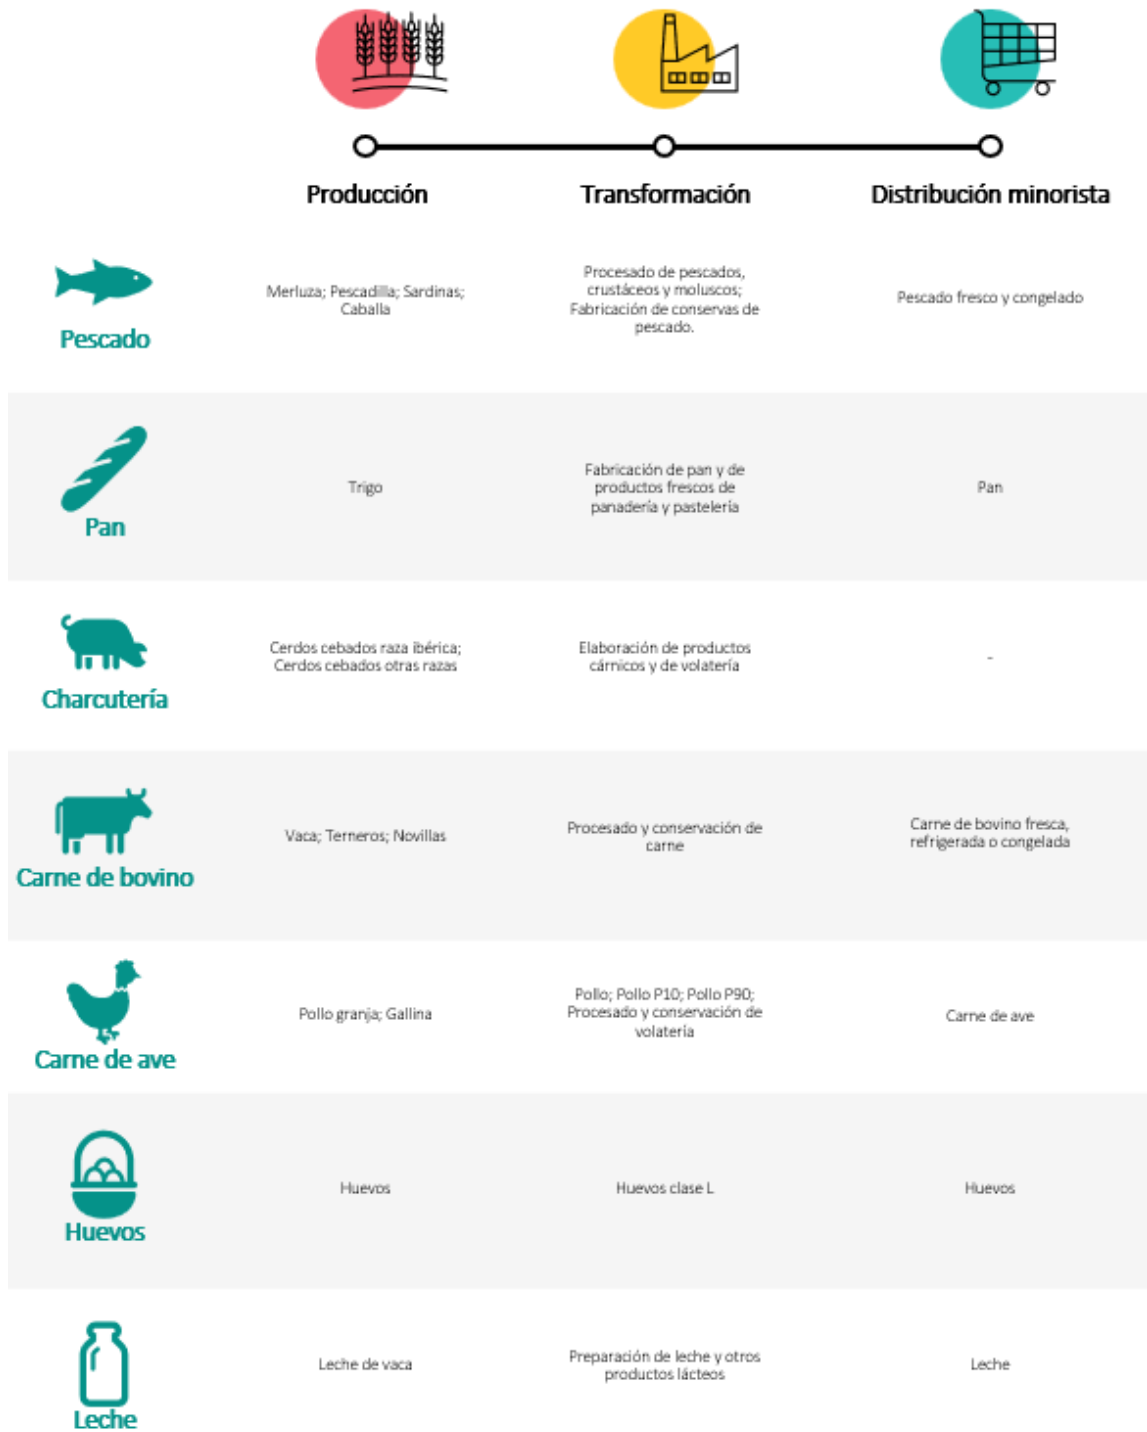 Producción
Transformación
Distribución minorista
Pescado
Merluza; Pescadilla; Sardinas;
Caballa
Procesado de pescados,
crustáceos y moluscos;
Fabricación de conservas de
pescado.
Pescado fresco y congelado
Pan
Trigo
Fabricación de pan y de
productos frescos de
panadería y pastelería
Pan
Charcutería
Cerdos cebados raza ibérica;
Cerdos cebados otras razas
Elaboración de productos
cárnicos y de volatería
-
Carne de bovino
Vaca; Terneros; Novillas
Procesado y conservación de
carne
Carne de bovino fresca,
refrigerada o congelada
Carne de ave
Pollo granja; Gallina
Pollo; Pollo P10; Pollo P90;
Procesado y conservación de
volatería
Carne de ave
Huevos
Huevos
Huevos clase L
Huevos
Leche
Leche de vaca
Preparación de leche y otros
productos lácteos
Leche